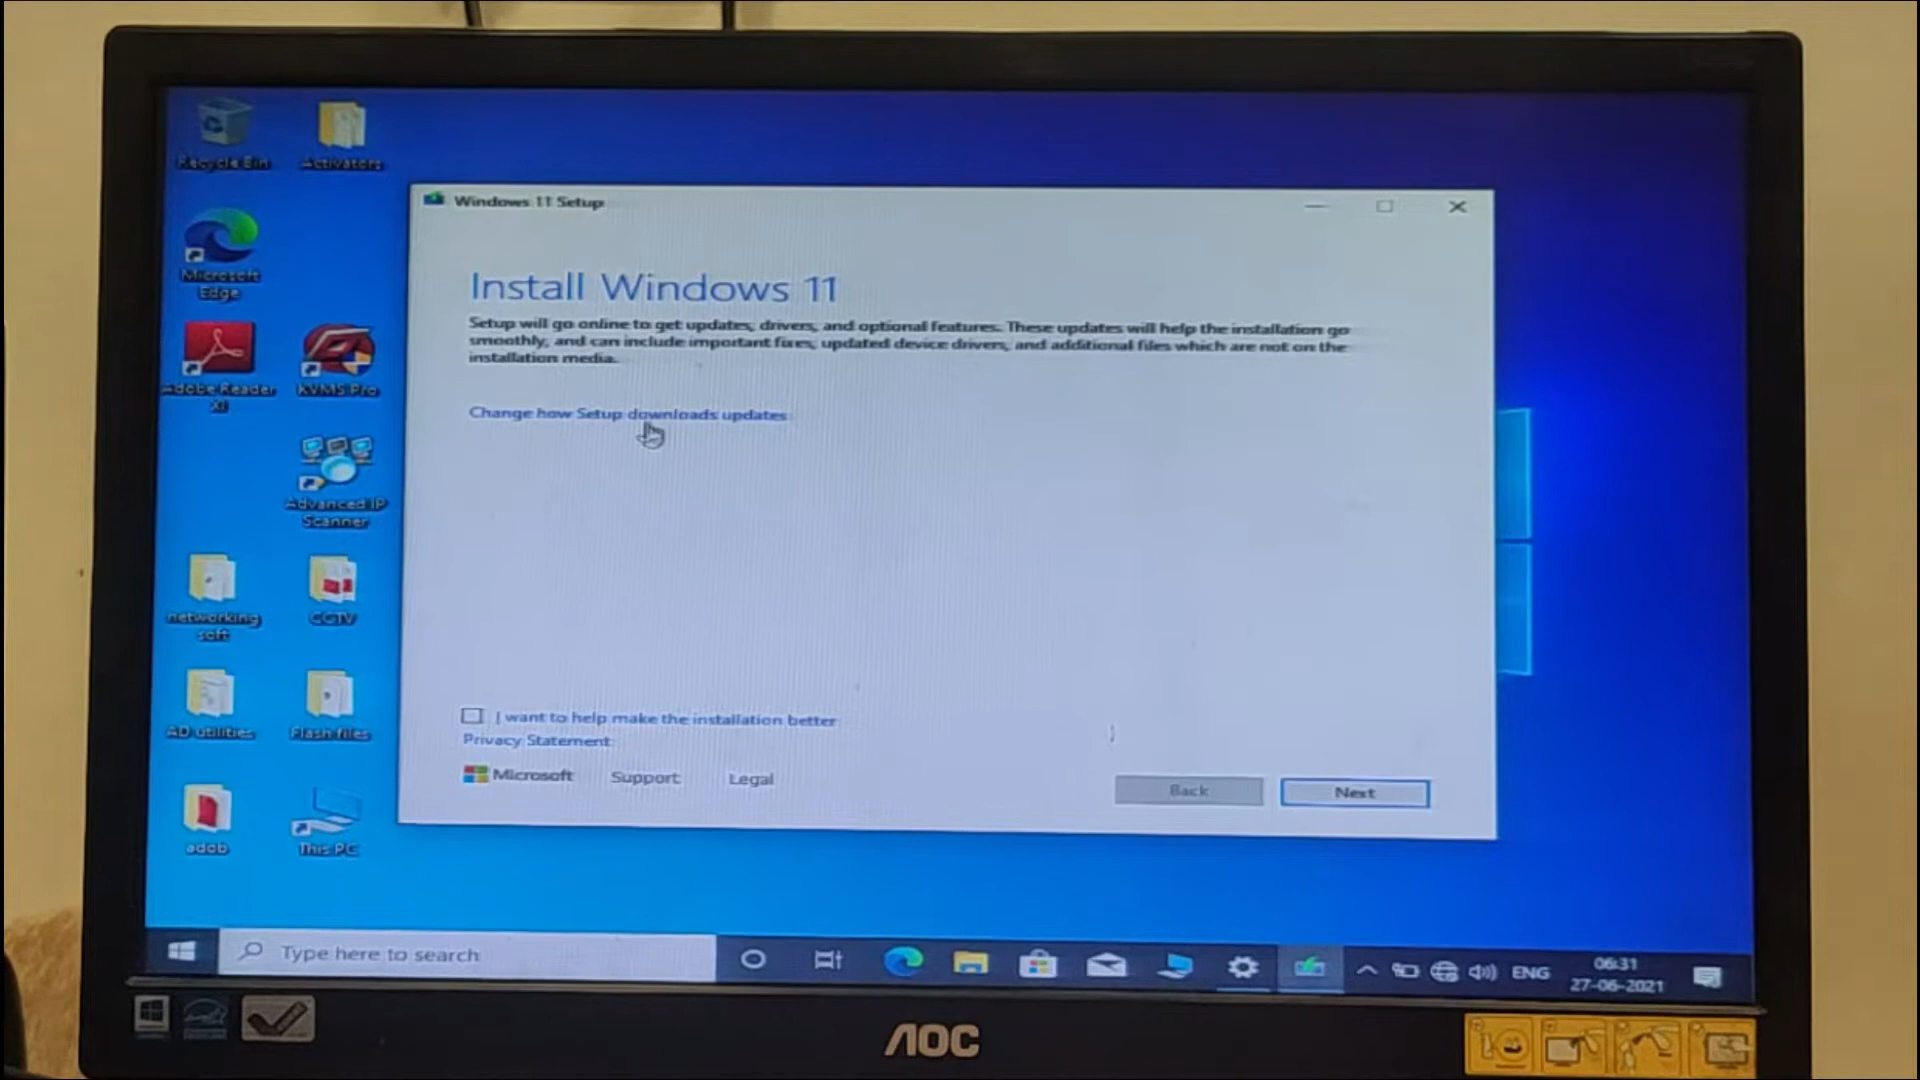 Recycle Bin
Activators
Microsoft
Edge
Adobe Reader
XI
KVMS Pro
Advanced IP
Scanner
networking
soft
CCTV
AD utilities
Flash files
adob
This PC
Windows 11 Setup
Install Windows 11
Setup will go online to get updates, drivers, and optional features. These updates will help the installation go
smoothly, and can include important fixes, updated device drivers, and additional files which are not on the
installation media.
Change how Setup downloads updates
I want to help make the installation better
Privacy Statement
Microsoft
Support
Legal
Back
Next
Type here to search
ENG
06:31
27-06-2021
AOC